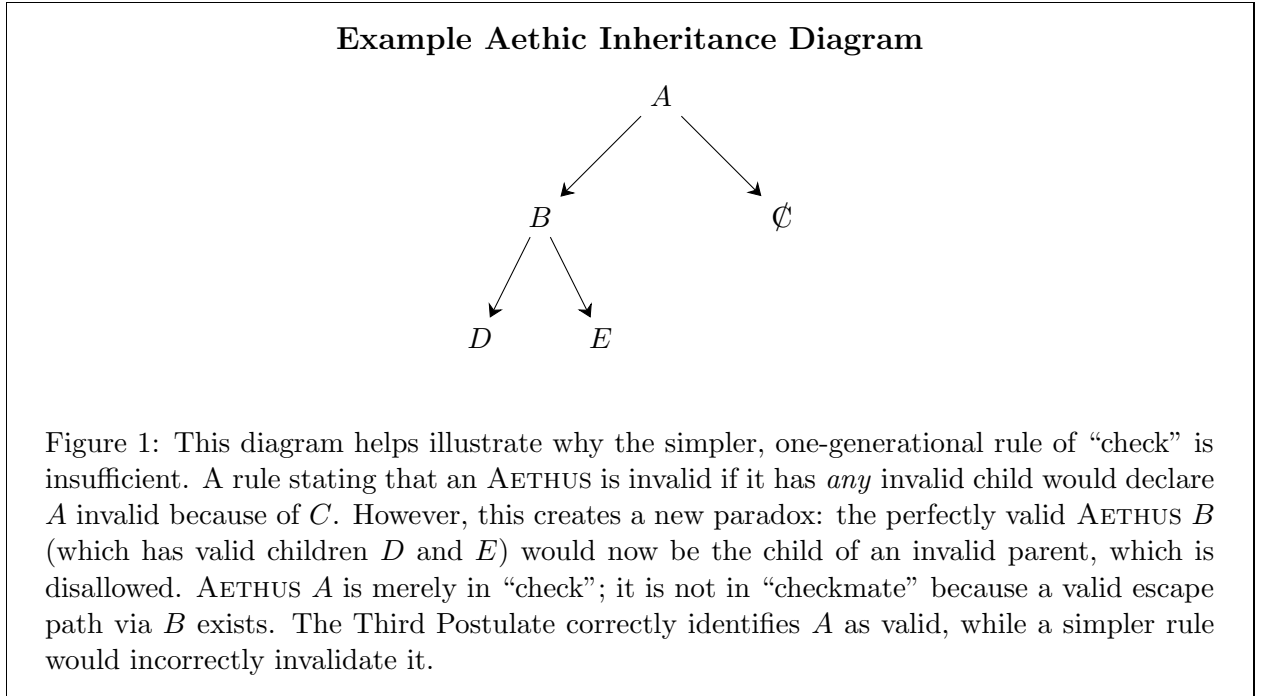 Example Aethic Inheritance Diagram
A
B
₵
D
E
Figure 1: This diagram helps illustrate why the simpler, one-generational rule of “check” is
insufficient. A rule stating that an AETHUS is invalid if it has any invalid child would declare
A invalid because of C. However, this creates a new paradox: the perfectly valid AETHUS B
(which has valid children D and E) would now be the child of an invalid parent, which is
disallowed. AETHUS A is merely in “check”; it is not in “checkmate” because a valid escape
path via B exists. The Third Postulate correctly identifies A as valid, while a simpler rule
would incorrectly invalidate it.